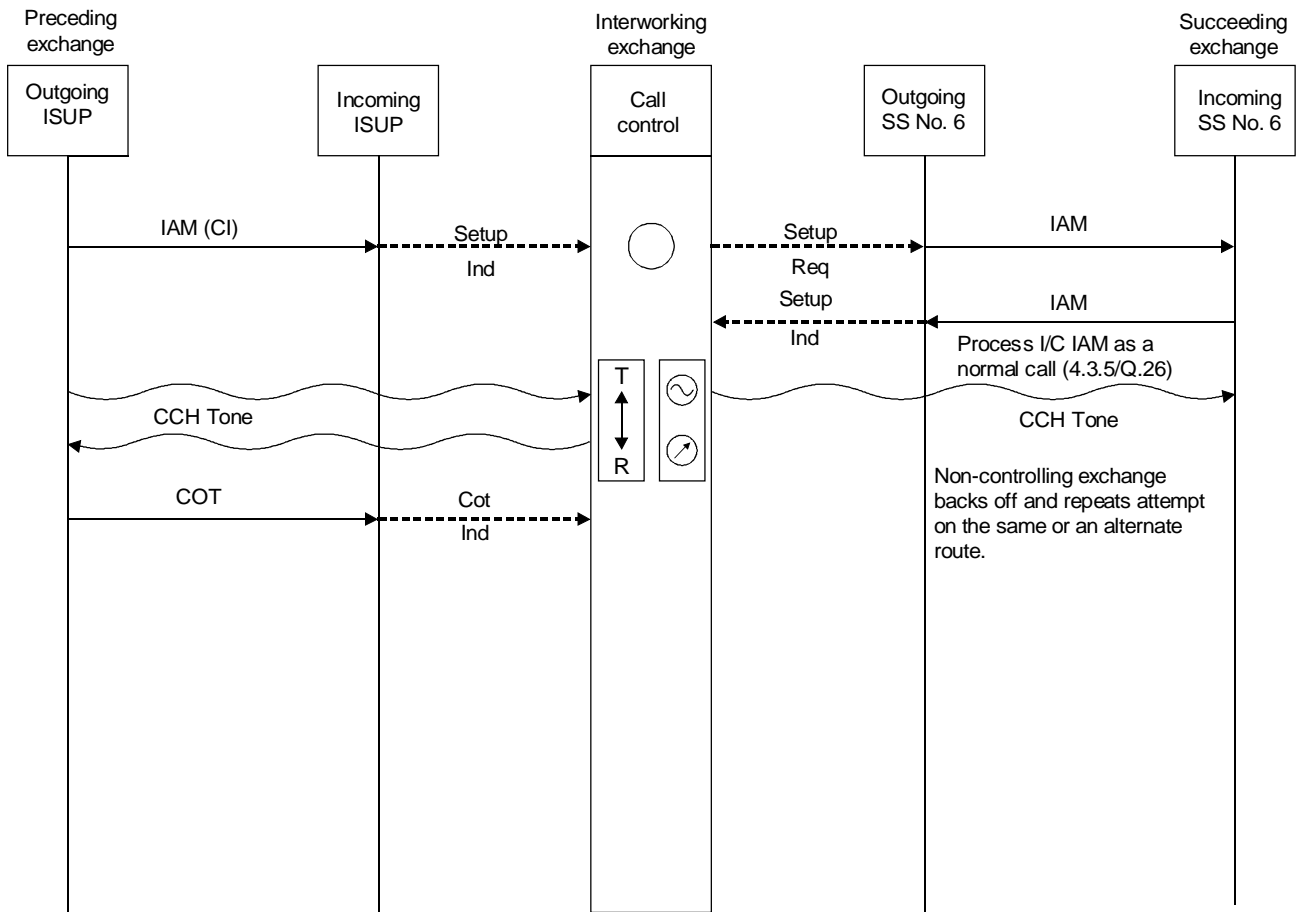 Preceding
exchange
Interworking
exchange
Succeeding
exchange
Outgoing
ISUP
Incoming
ISUP
Call
control
Outgoing
SS No. 6
Incoming
SS No. 6
IAM (CI)
Setup
Ind
Setup
Req
IAM
Setup
Ind
IAM
Process I/C IAM as a
normal call (4.3.5/Q.26)
T
R
CCH Tone
CCH Tone
COT
Cot
Ind
Non-controlling exchange
backs off and repeats attempt
on the same or an alternate
route.